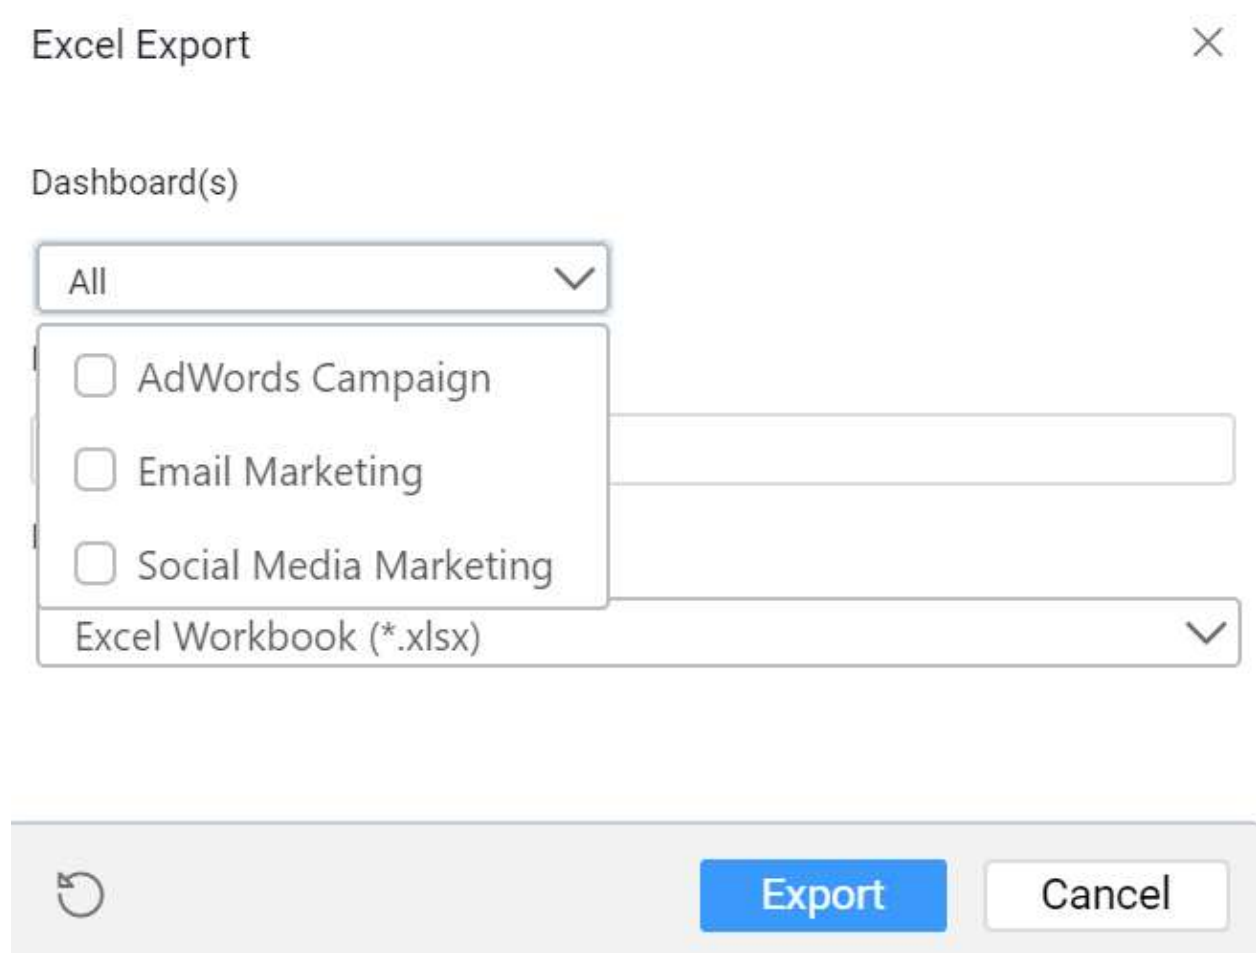 Excel Export
Dashboard(s)
All
AdWords Campaign
Email Marketing
Social Media Marketing
Excel Workbook (*.xlsx)
Export
Cancel